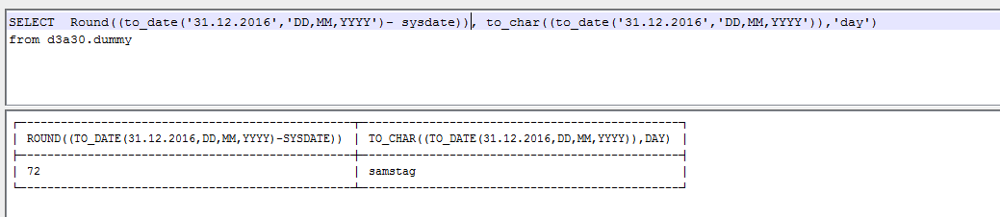 SELECT  Round((to_date('31.12.2016','DD,MM,YYYY')- sysdate)), to_char((to_date('31.12.2016','DD,MM,YYYY')),'day')
from d3a30.dummy
ROUND((TO_DATE(31.12.2016,DD,MM,YYYY)-SYSDATE)) | TO_CHAR((TO_DATE(31.12.2016,DD,MM,YYYY)),DAY)
72 | samstag